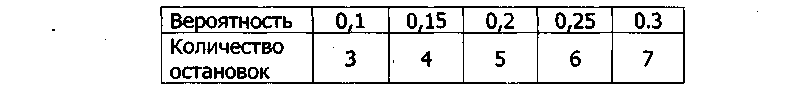 Вероятность 0,1 0,15 0,2 0,25 0.3
Количество остановок 3 4 5 6 7